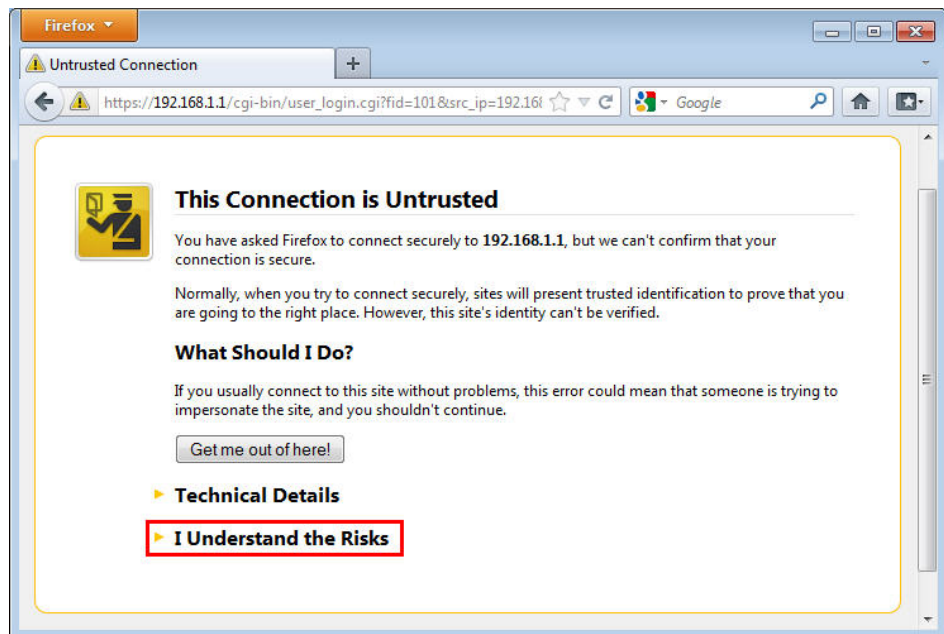 Firefox
Untrusted Connection
https://192.168.1.1/cgi-bin/user_login.cgi?fid=101&src_ip=192.16
Google
This Connection is Untrusted
You have asked Firefox to connect securely to 192.168.1.1, but we can't confirm that your
connection is secure.
Normally, when you try to connect securely, sites will present trusted identification to prove that you
are going to the right place. However, this site's identity can't be verified.
What Should I Do?
If you usually connect to this site without problems, this error could mean that someone is trying to
impersonate the site, and you shouldn't continue.
Get me out of here!
Technical Details
I Understand the Risks